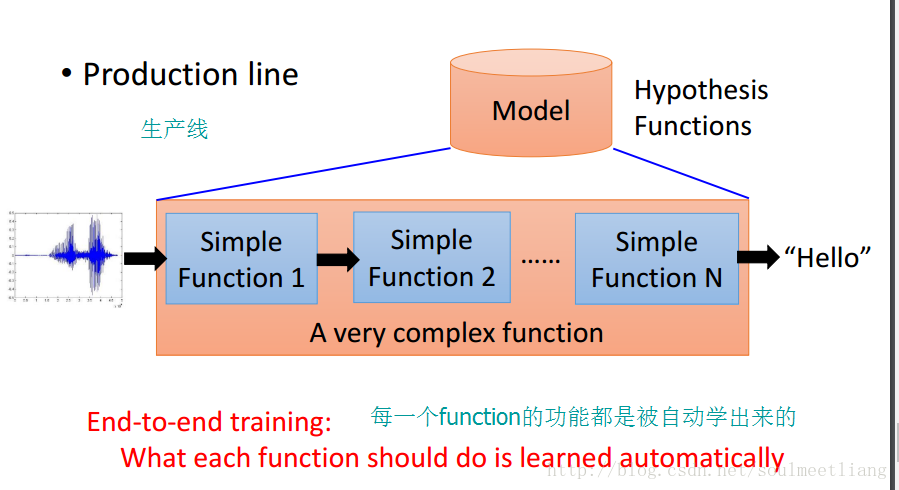 • Production line
生产线
Model
Hypothesis
Functions
Simple
Function 1
Simple
Function 2
......
Simple
Function N
“Hello”
A very complex function
End-to-end training:
每一个function的功能都是被自动学出来的
What each function should do is learned automatically
http://blog.csdn.net/soulmeetliang